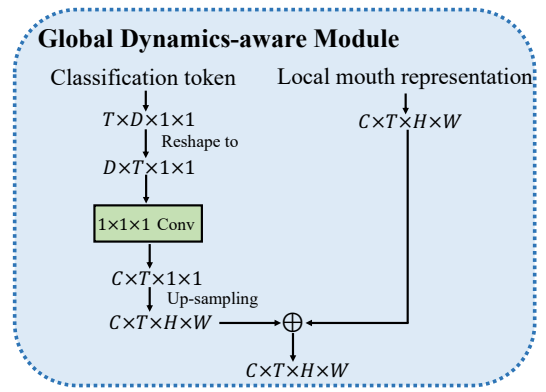 Global Dynamics-aware Module
Classification token
Local mouth representation
T×D×1×1
C×T×H×W
Reshape to
D×T×1×1
1×1×1 Conv
C×T×1×1
Up-sampling
C×T×H×W
⊕
C×T×H×W